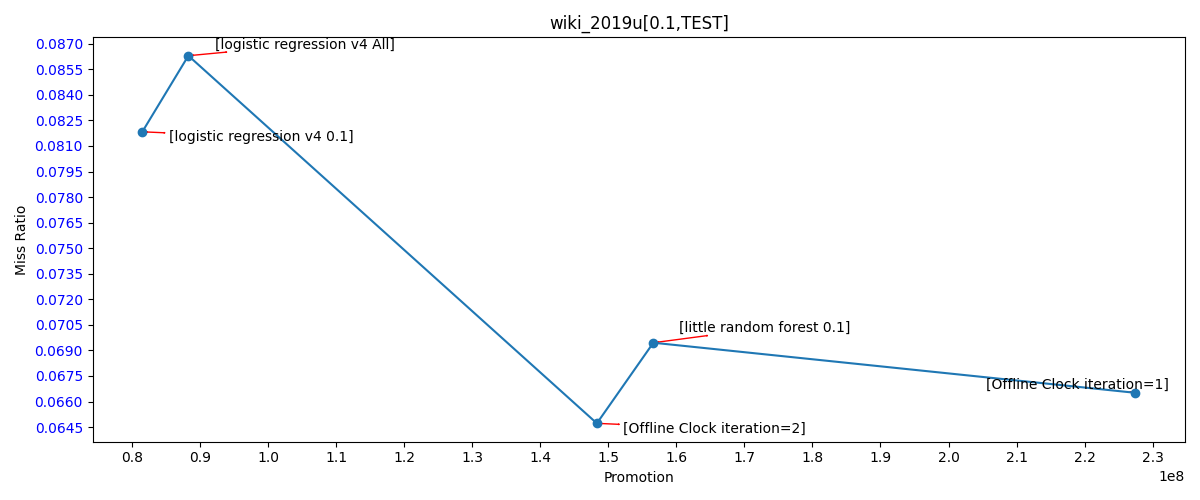 wiki_2019u[0.1,TEST]
0.0870
0.0855
0.0840
0.0825
0.0810
0.0795
0.0780
0.0765
0.0750
0.0735
0.0720
0.0705
0.0690
0.0675
0.0660
0.0645
Miss Ratio
[logistic regression v4 All]
[logistic regression v4 0.1]
[little random forest 0.1]
[Offline Clock iteration=1]
[Offline Clock iteration=2]
0.8 0.9 1.0 1.1 1.2 1.3 1.4 1.5 1.6 1.7 1.8 1.9 2.0 2.1 2.2 2.3
1e8
Promotion